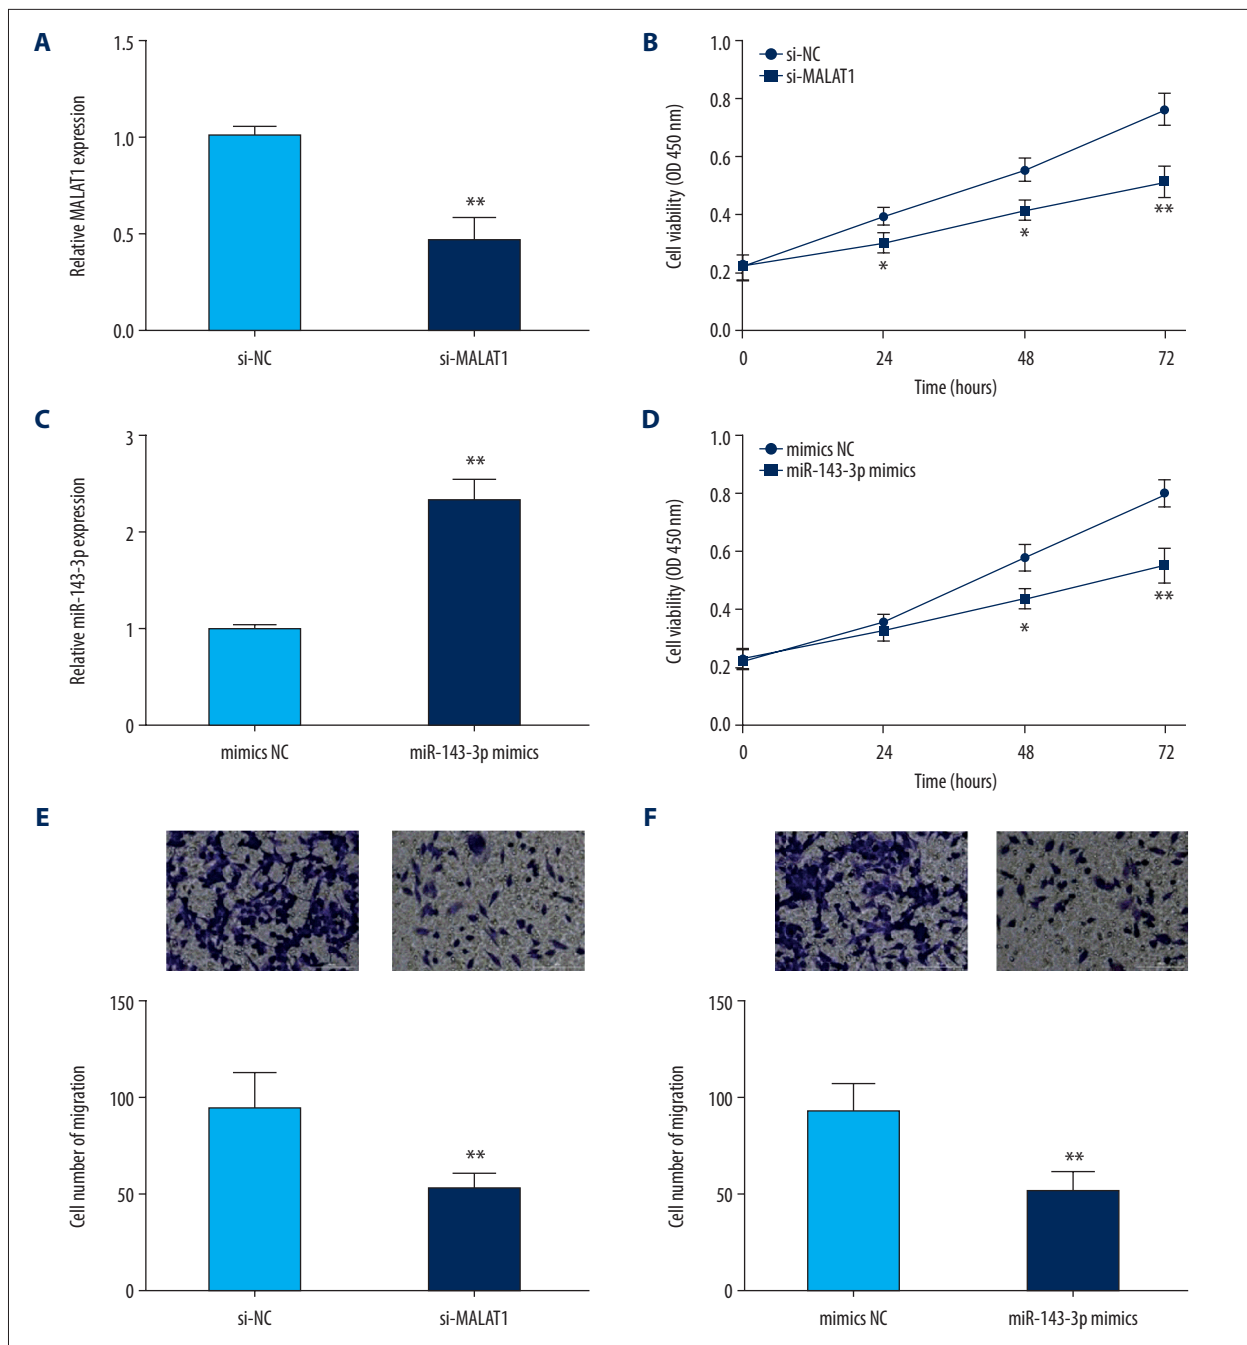 A
1.5
1.0
0.5
0.0
Relative MALAT1 expression
**
si-NC
si-MALAT1
B
1.0
0.8
0.6
0.4
0.2
0.0
Cell viability (OD 450 nm)
si-NC
si-MALAT1
*
*
**
0
24
48
72
Time (hours)
C
3
2
1
0
Relative miR-143-3p expression
**
mimics NC
miR-143-3p mimics
D
1.0
0.8
0.6
0.4
0.2
0.0
Cell viability (OD 450 nm)
mimics NC
miR-143-3p mimics
*
**
0
24
48
72
Time (hours)
E
150
100
50
0
Cell number of migration
**
si-NC
si-MALAT1
F
150
100
50
0
Cell number of migration
**
mimics NC
miR-143-3p mimics